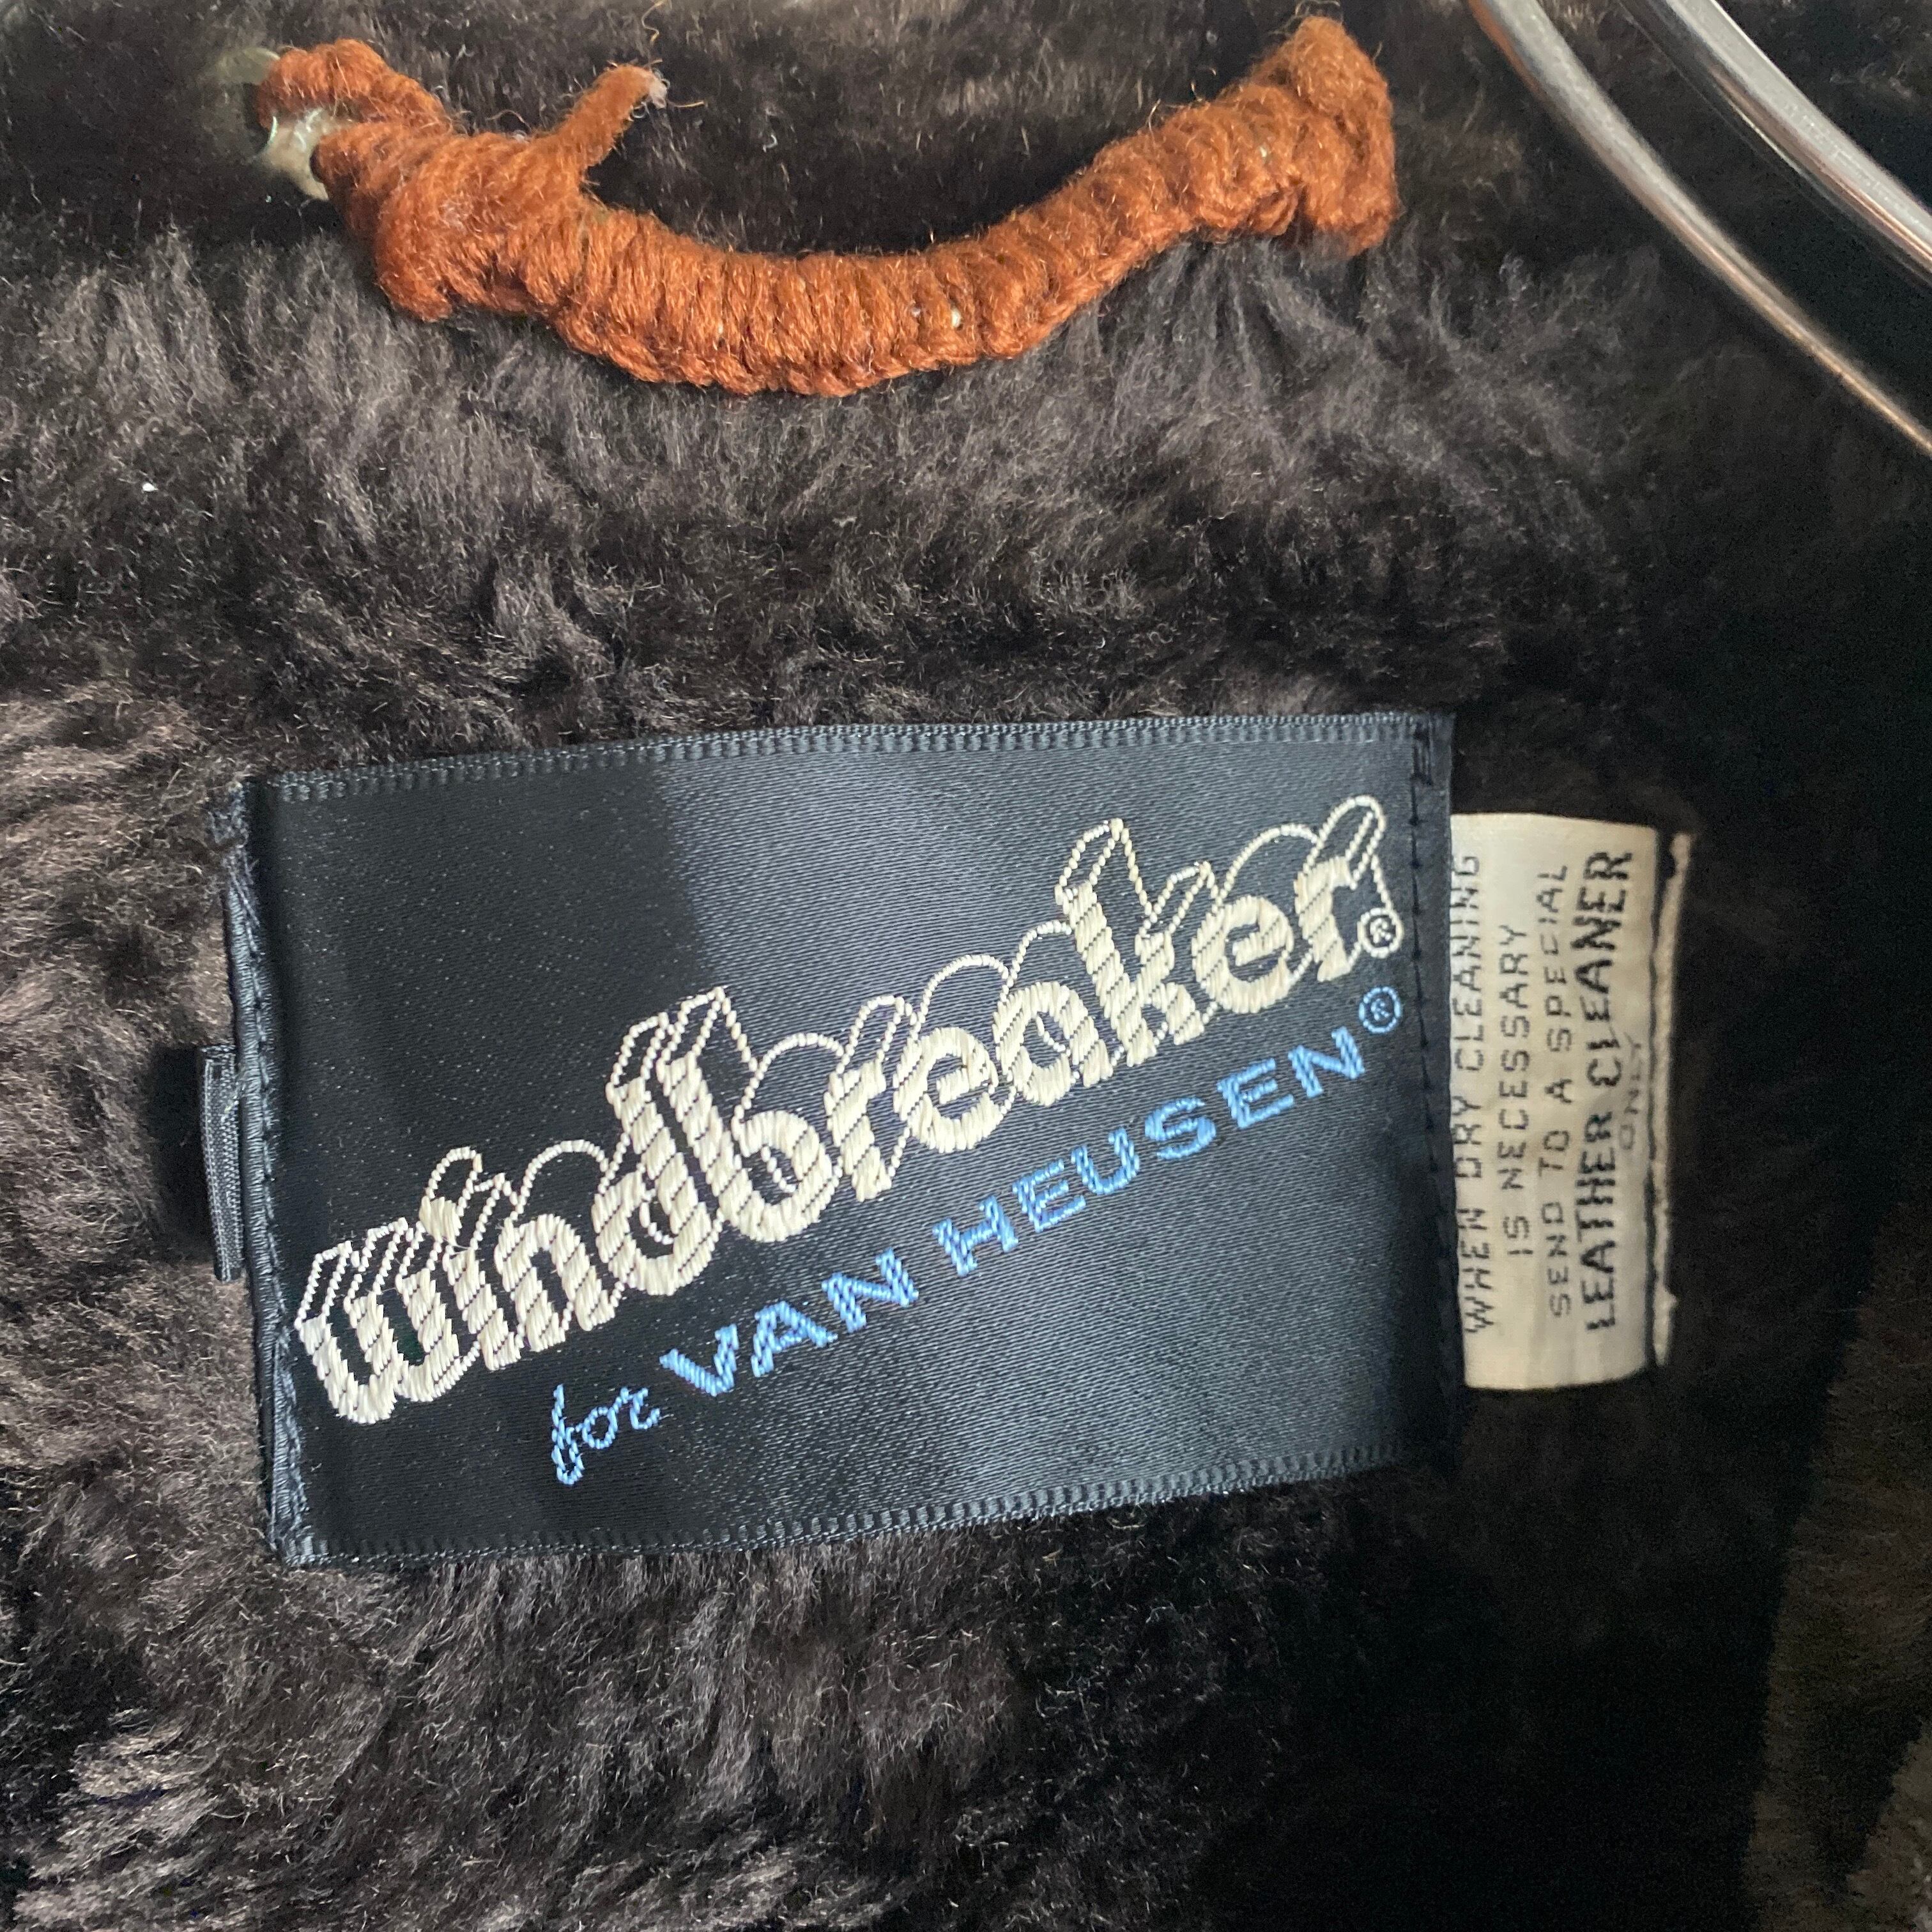 windbreaker®
for VAN HEUSEN®
WHEN DRY CLEANING
IS NECESSARY
SEND TO A SPECIAL
LEATHER CLEANER
ONLY